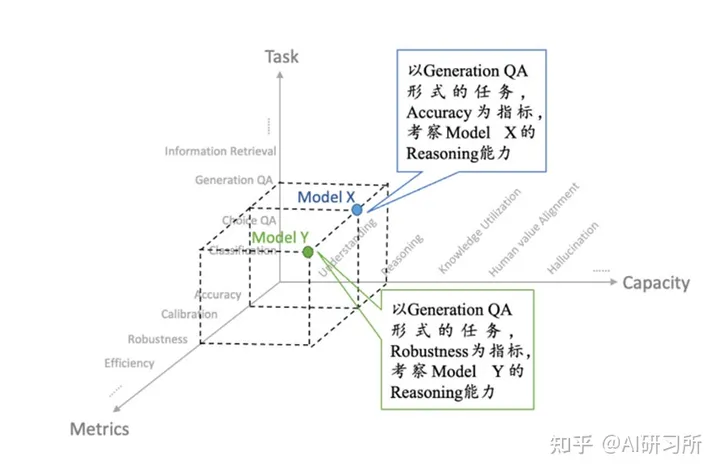 Task
……
Information Retrieval
Generation QA
Choice QA
Classification
Model X
Model Y
以Generation QA
形式的任务，
Accuracy为指标，
考察Model X的
Reasoning能力
Understanding
Reasoning
Knowledge Utilization
Human value Alignment
Hallucination
……
Capacity
Accuracy
Calibration
Robustness
Efficiency
……
Metrics
以Generation QA
形式的任务，
Robustness为指标，
考察Model Y的
Reasoning能力
知乎 @AI研习所